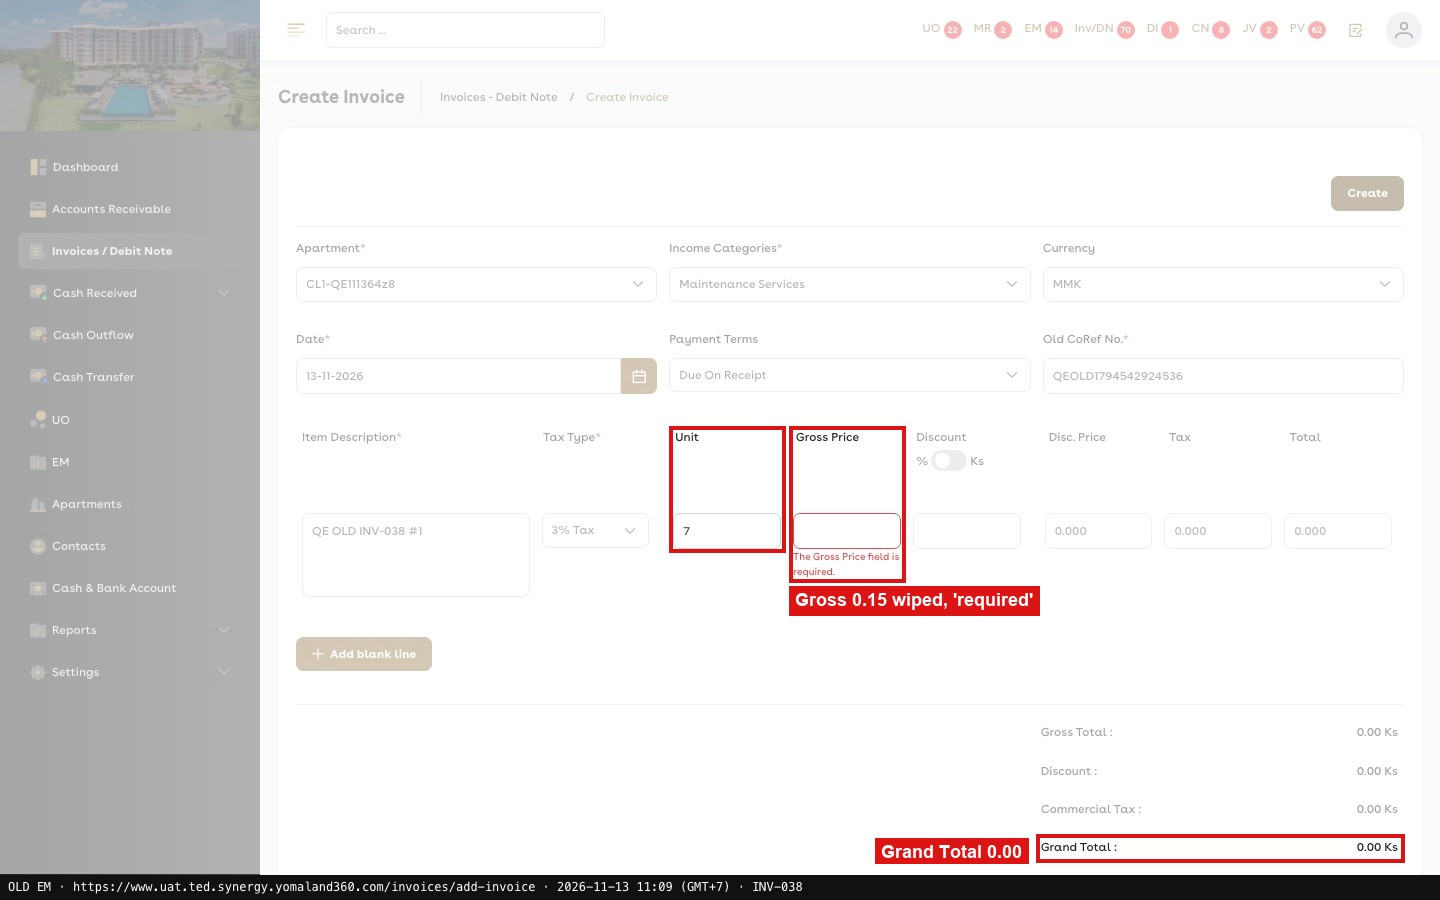 Search ...
UO 22 MR 2 EM 14 Inv/DN 70 DI 1 CN 8 JV 2 PV 62
Create Invoice
Invoices - Debit Note / Create Invoice
Dashboard
Accounts Receivable
Invoices / Debit Note
Cash Received
Cash Outflow
Cash Transfer
UO
EM
Apartments
Contacts
Cash & Bank Account
Reports
Settings
Create
Apartment* Income Categories* Currency
CL1-QE111364z8 Maintenance Services MMK
Date* Payment Terms Old CoRef No.*
13-11-2026 Due On Receipt QEOLD1794542924536
Item Description* Tax Type* Unit Gross Price Discount Disc. Price Tax Total
% Ks
QE OLD INV-038 #1 3% Tax 7 0.000 0.000 0.000
The Gross Price field is
required.
Gross 0.15 wiped, 'required'
+ Add blank line
Gross Total : 0.00 Ks
Discount : 0.00 Ks
Commercial Tax : 0.00 Ks
Grand Total 0.00
Grand Total : 0.00 Ks
OLD EM · https://www.uat.ted.synergy.yomaland360.com/invoices/add-invoice · 2026-11-13 11:09 (GMT+7) · INV-038